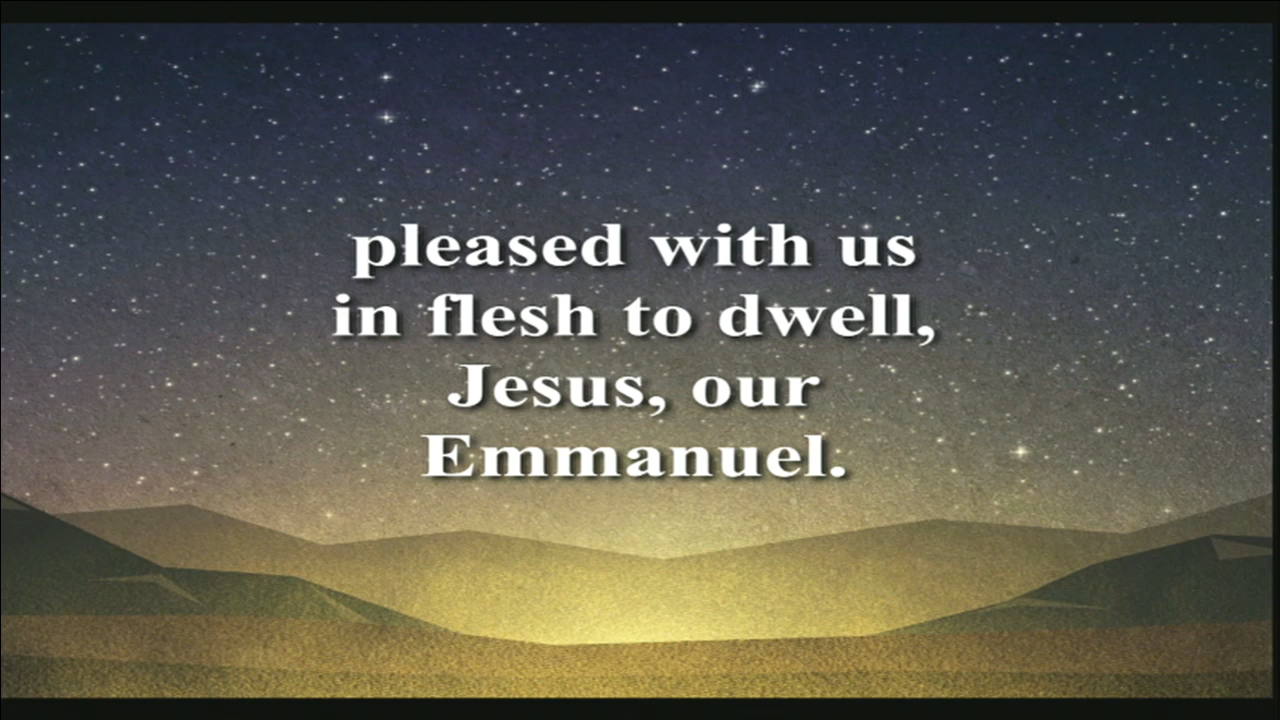 pleased with us
in flesh to dwell,
Jesus, our
Emmanuel.